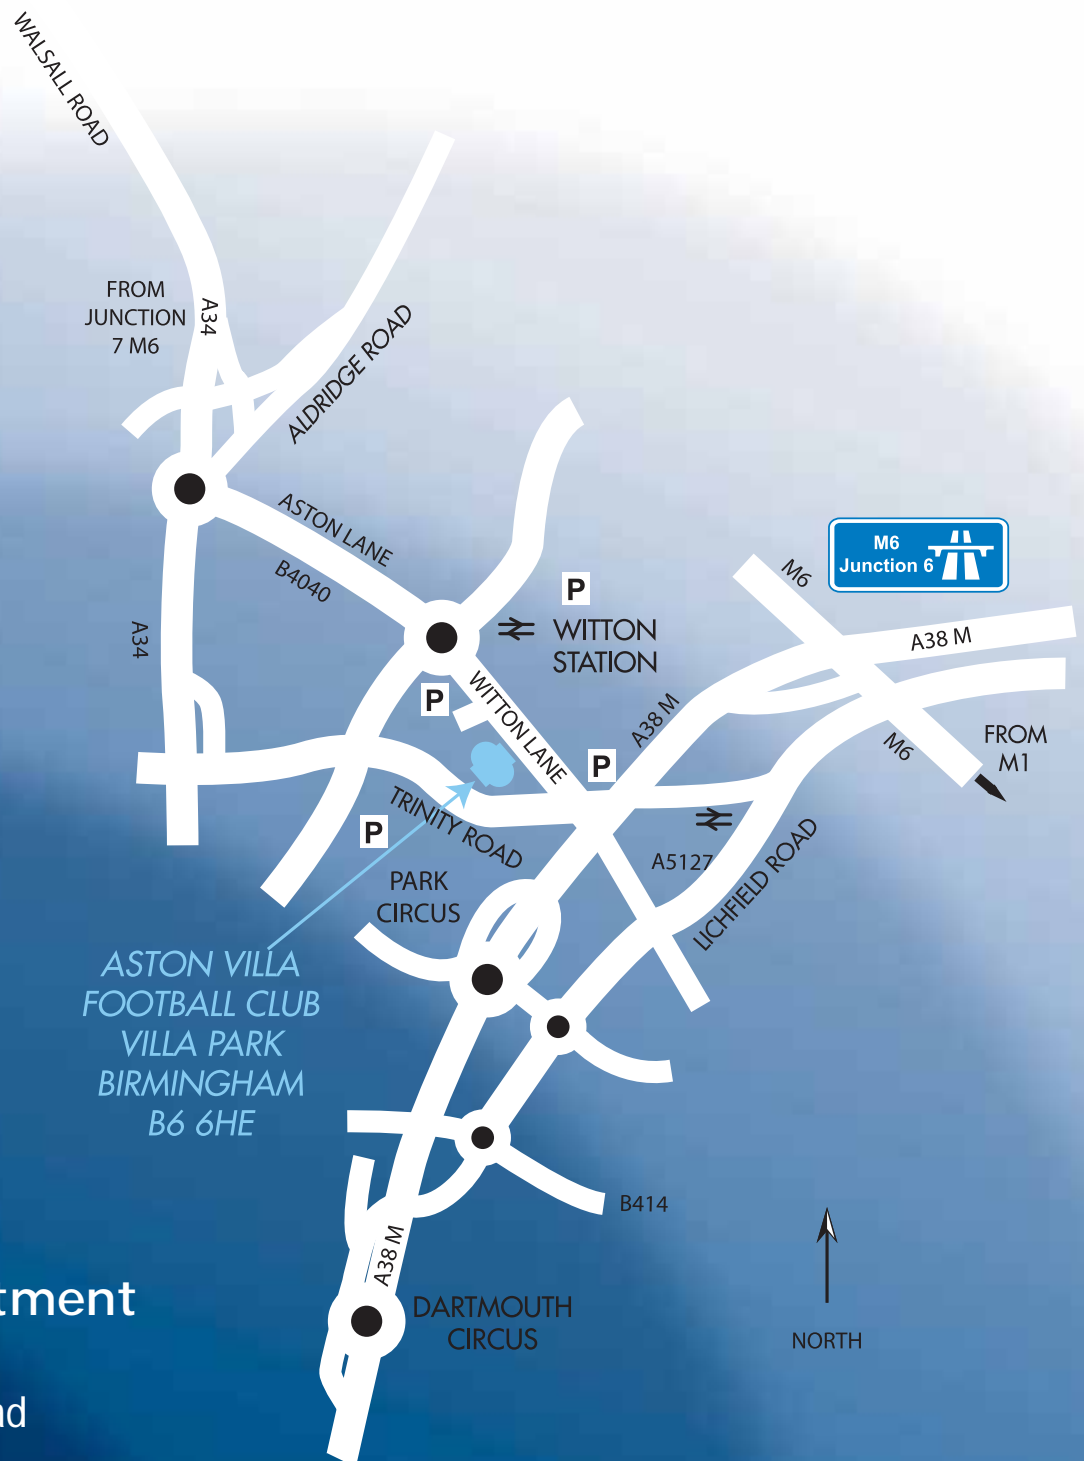 WALSALL ROAD
FROM
JUNCTION
7 M6
A34
ALDRIDGE ROAD
ASTON LANE
B4040
A34
P
WITTON
STATION
M6
Junction 6
M6
A38 M
P
WITTON LANE
A38 M
M6
FROM
M1
P
P
TRINITY ROAD
A5127
LICHFIELD ROAD
PARK
CIRCUS
ASTON VILLA
FOOTBALL CLUB
VILLA PARK
BIRMINGHAM
B6 6HE
B414
A38 M
DARTMOUTH
CIRCUS
NORTH
tment